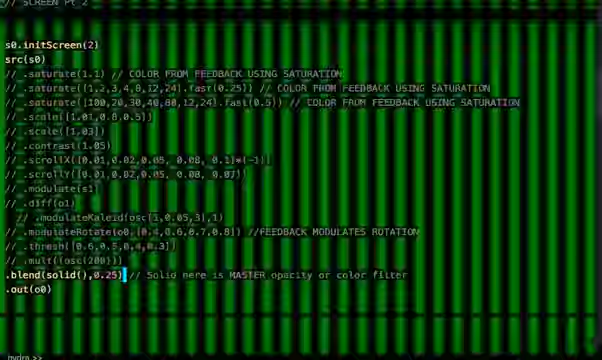 // SCREEN Pt 2
s0.initScreen(2)
src(s0)
// .saturate(1.1) // COLOR FROM FEEDBACK USING SATURATION
// .saturate([1,2,3,4,8,12,24].fast(0.25)) // COLOR FROM FEEDBACK USING SATURATION
// .saturate([100,20,30,40,80,12,24].fast(0.5)) // COLOR FROM FEEDBACK USING SATURATION
// .scale([1.01,0.8,0.5])
// .scale([1.03])
// .contrast(1.05)
// .scrollX([0.01,0.02,0.05, 0.08, 0.1]*(-1))
// .scrollY([0.01,0.02,0.05, 0.08, 0.07])
// .modulate(s1)
// .diff(o1)
// .modulateKaleid(osc(1,0.05,3),1)
// .modulateRotate(o0,[0.4,0.6,0.7,0.8]) //FEEDBACK MODULATES ROTATION
// .thresh([0.6,0.5,0.4,0.3])
// .mult((osc(200)))
.blend(solid(),0.25) // Solid here is MASTER opacity or color filter
.out(o0)
hydra >>